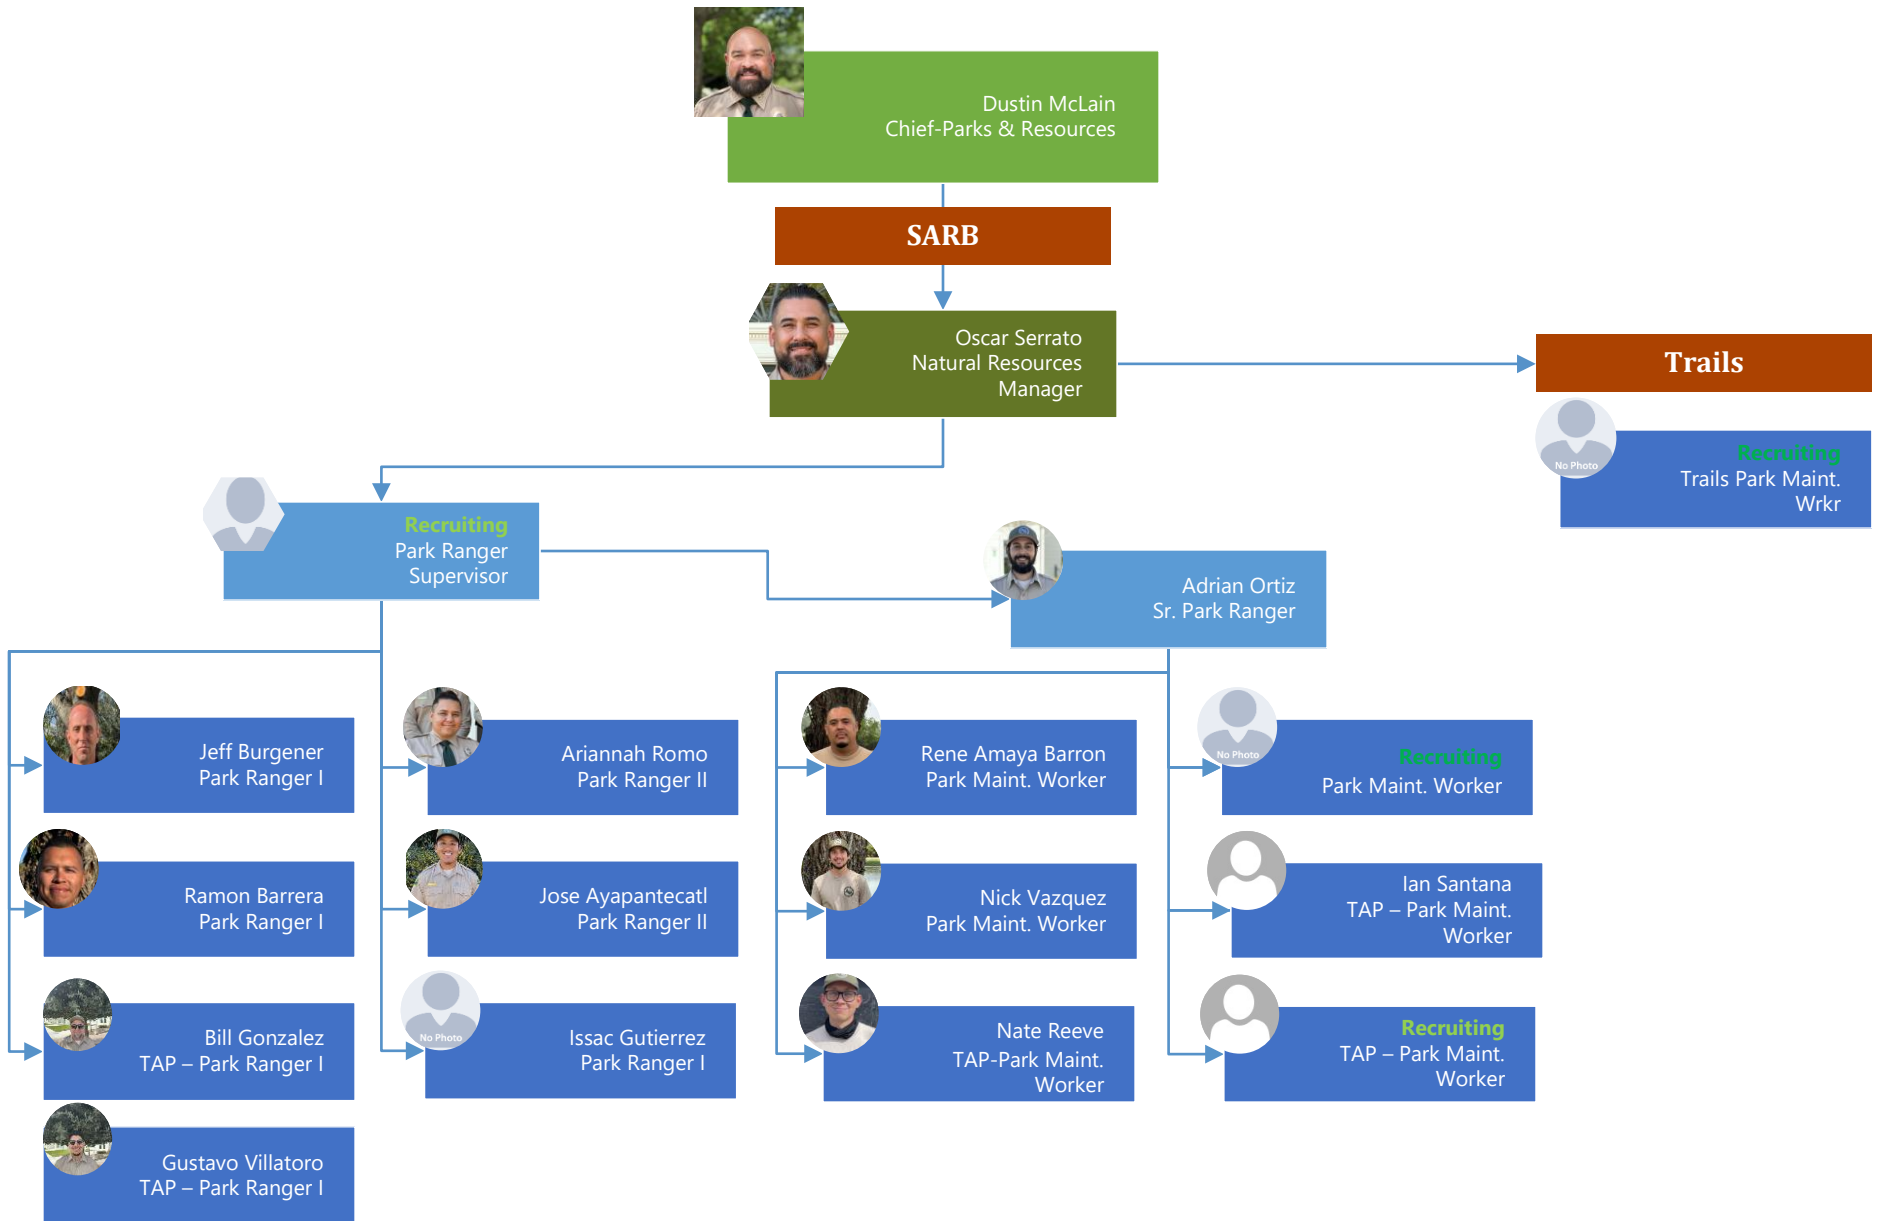 Dustin McLain
Chief-Parks & Resources
SARB
Oscar Serrato
Natural Resources
Manager
Trails
No Photo
Recruiting
Trails Park Maint.
Wrkr
Recruiting
Park Ranger
Supervisor
Adrian Ortiz
Sr. Park Ranger
Jeff Burgener
Park Ranger I
Ariannah Romo
Park Ranger II
Rene Amaya Barron
Park Maint. Worker
No Photo
Recruiting
Park Maint. Worker
Ramon Barrera
Park Ranger I
Jose Ayapantecatl
Park Ranger II
Nick Vazquez
Park Maint. Worker
Ian Santana
TAP – Park Maint.
Worker
Bill Gonzalez
TAP – Park Ranger I
No Photo
Issac Gutierrez
Park Ranger I
Nate Reeve
TAP-Park Maint.
Worker
Recruiting
TAP – Park Maint.
Worker
Gustavo Villatoro
TAP – Park Ranger I